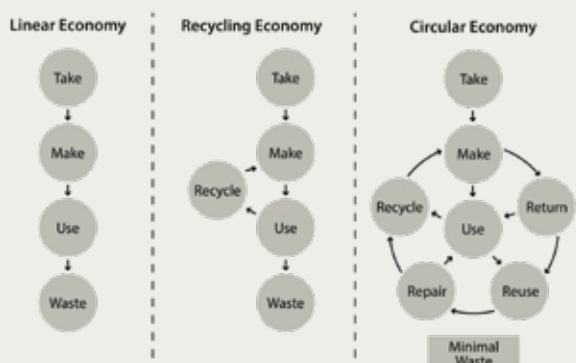 Linear Economy
Take
Make
Use
Waste
Recycling Economy
Take
Make
Recycle
Use
Waste
Circular Economy
Take
Make
Recycle
Return
Use
Repair
Reuse
Minimal
Waste